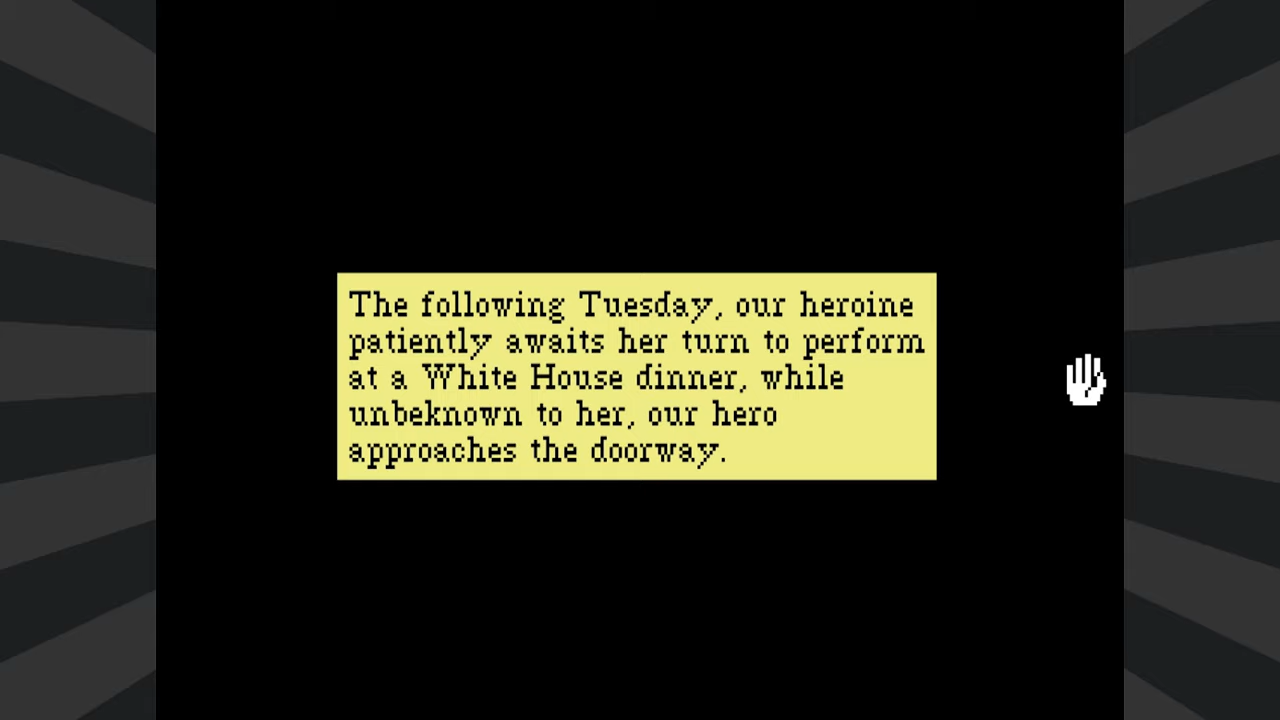 The following Tuesday, our heroine
patiently awaits her turn to perform
at a White House dinner, while
unbeknown to her, our hero
approaches the doorway.